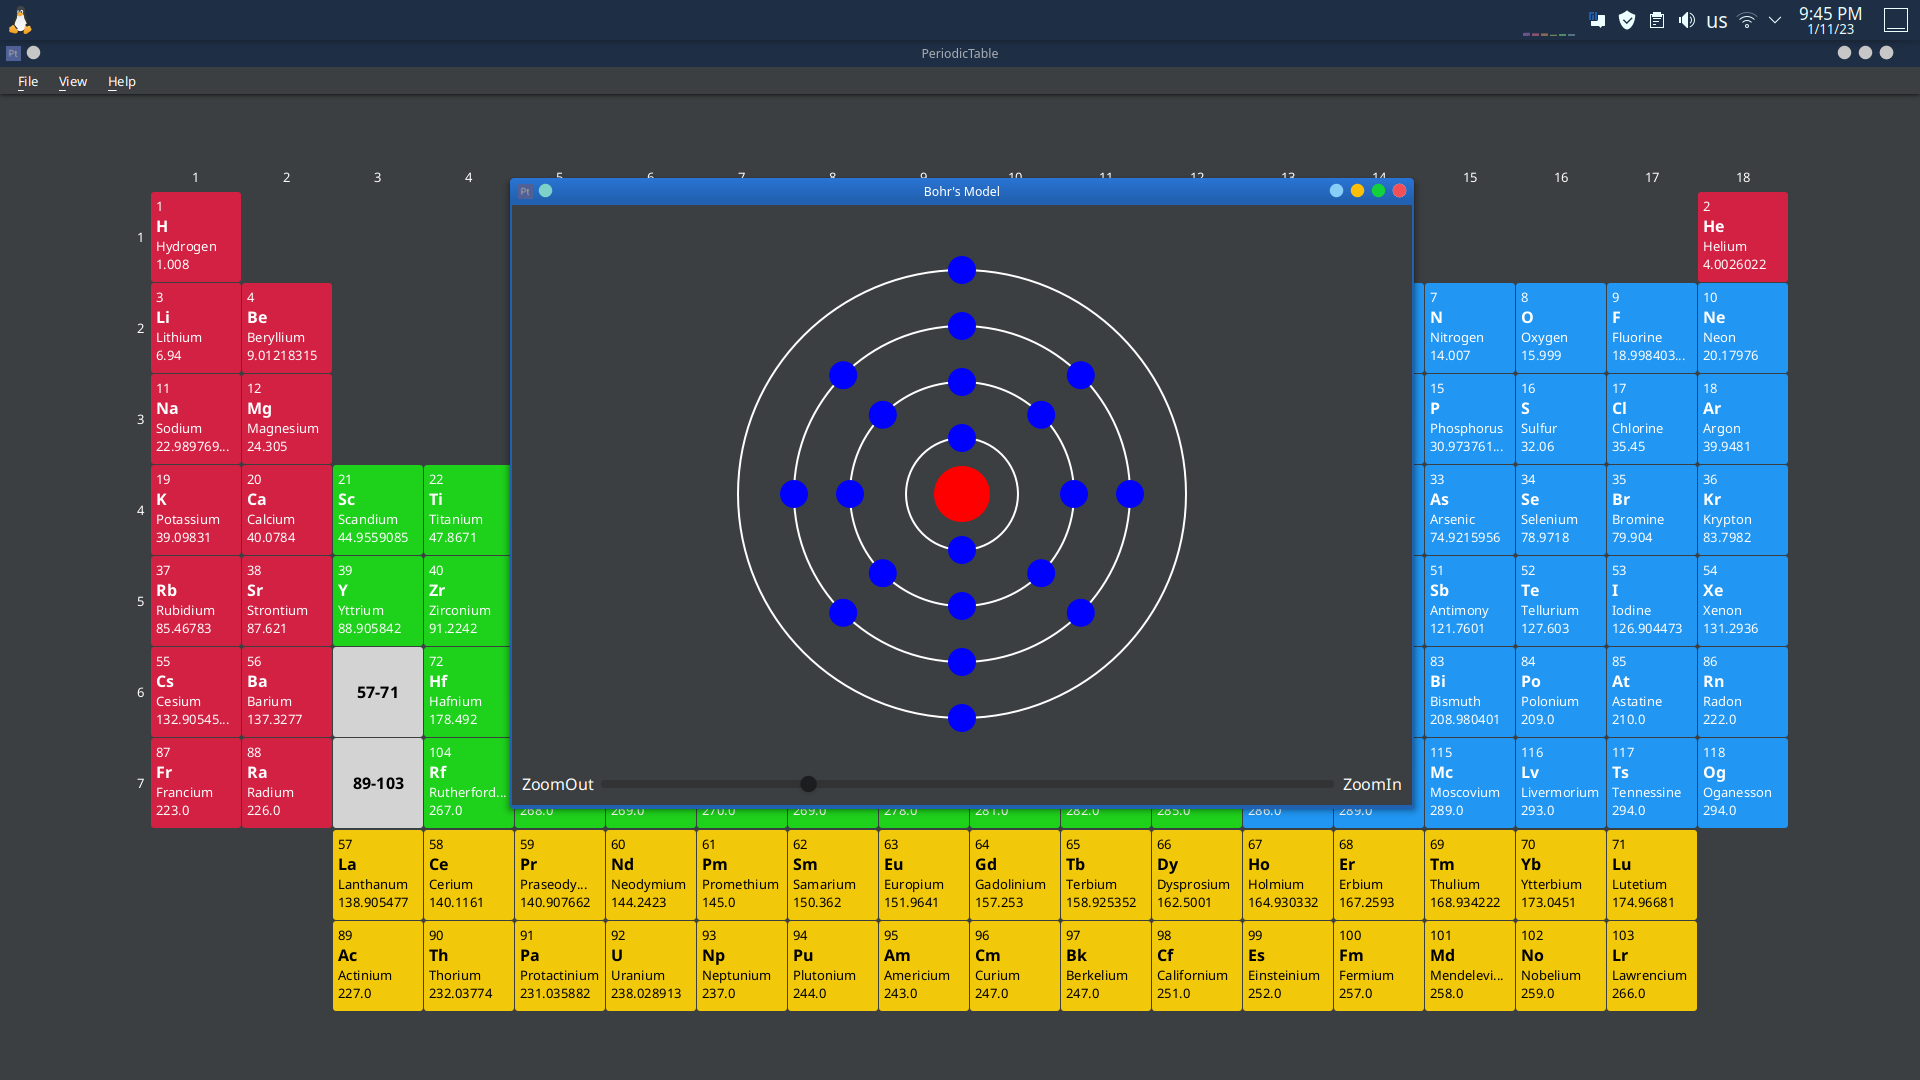 us
9:45 PM
1/11/23
Pt
PeriodicTable
File View Help
1 2 3 4 5 6 7 8 9 10 11 12 13 14 15 16 17 18
Pt
Bohr's Model
1
1
H
Hydrogen
1.008
2
He
Helium
4.0026022
2
3
Li
Lithium
6.94
4
Be
Beryllium
9.01218315
7
N
Nitrogen
14.007
8
O
Oxygen
15.999
9
F
Fluorine
18.998403...
10
Ne
Neon
20.17976
3
11
Na
Sodium
22.989769...
12
Mg
Magnesium
24.305
15
P
Phosphorus
30.973761...
16
S
Sulfur
32.06
17
Cl
Chlorine
35.45
18
Ar
Argon
39.9481
4
19
K
Potassium
39.09831
20
Ca
Calcium
40.0784
21
Sc
Scandium
44.9559085
22
Ti
Titanium
47.8671
33
As
Arsenic
74.9215956
34
Se
Selenium
78.9718
35
Br
Bromine
79.904
36
Kr
Krypton
83.7982
5
37
Rb
Rubidium
85.46783
38
Sr
Strontium
87.621
39
Y
Yttrium
88.905842
40
Zr
Zirconium
91.2242
51
Sb
Antimony
121.7601
52
Te
Tellurium
127.603
53
I
Iodine
126.904473
54
Xe
Xenon
131.2936
6
55
Cs
Cesium
132.90545...
56
Ba
Barium
137.3277
57-71
72
Hf
Hafnium
178.492
83
Bi
Bismuth
208.980401
84
Po
Polonium
209.0
85
At
Astatine
210.0
86
Rn
Radon
222.0
7
87
Fr
Francium
223.0
88
Ra
Radium
226.0
89-103
104
Rf
Rutherford...
267.0
ZoomOut
ZoomIn
268.0
269.0
270.0
269.0
278.0
281.0
282.0
285.0
286.0
289.0
115
Mc
Moscovium
289.0
116
Lv
Livermorium
293.0
117
Ts
Tennessine
294.0
118
Og
Oganesson
294.0
57
La
Lanthanum
138.905477
58
Ce
Cerium
140.1161
59
Pr
Praseody...
140.907662
60
Nd
Neodymium
144.2423
61
Pm
Promethium
145.0
62
Sm
Samarium
150.362
63
Eu
Europium
151.9641
64
Gd
Gadolinium
157.253
65
Tb
Terbium
158.925352
66
Dy
Dysprosium
162.5001
67
Ho
Holmium
164.930332
68
Er
Erbium
167.2593
69
Tm
Thulium
168.934222
70
Yb
Ytterbium
173.0451
71
Lu
Lutetium
174.96681
89
Ac
Actinium
227.0
90
Th
Thorium
232.03774
91
Pa
Protactinium
231.035882
92
U
Uranium
238.028913
93
Np
Neptunium
237.0
94
Pu
Plutonium
244.0
95
Am
Americium
243.0
96
Cm
Curium
247.0
97
Bk
Berkelium
247.0
98
Cf
Californium
251.0
99
Es
Einsteinium
252.0
100
Fm
Fermium
257.0
101
Md
Mendelevi...
258.0
102
No
Nobelium
259.0
103
Lr
Lawrencium
266.0